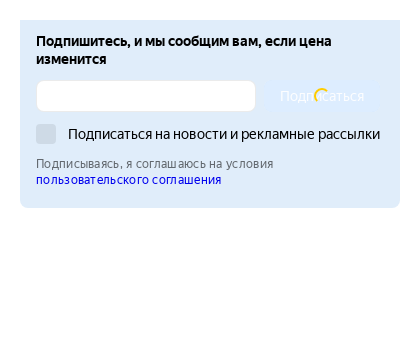 Подпишитесь, и мы сообщим вам, если цена
изменится
Подписаться
Подписаться на новости и рекламные рассылки
Подписываясь, я соглашаюсь на условия
пользовательского соглашения